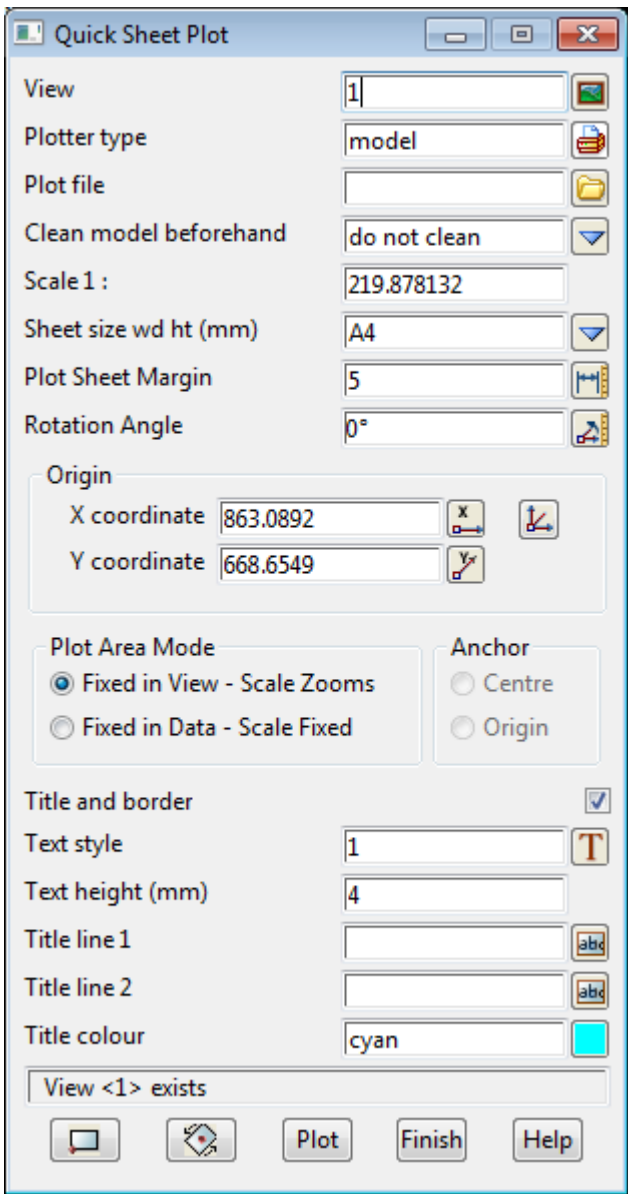 Quick Sheet Plot
View 1
Plotter type model
Plot file
Clean model beforehand do not clean
Scale 1 : 219.878132
Sheet size wd ht (mm) A4
Plot Sheet Margin 5
Rotation Angle 0°
Origin
X coordinate 863.0892 X
Y coordinate 668.6549 Y
Plot Area Mode Anchor
Fixed in View - Scale Zooms Centre
Fixed in Data - Scale Fixed Origin
Title and border
Text style 1 T
Text height (mm) 4
Title line 1 abc
Title line 2 abc
Title colour cyan
View <1> exists
Plot Finish Help